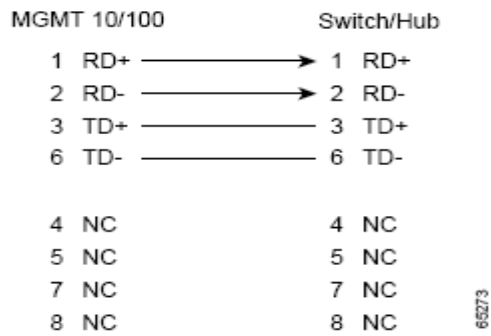 MGMT 10/100 Switch/Hub
1 RD+ 1 RD+
2 RD- 2 RD-
3 TD+ 3 TD+
6 TD- 6 TD-
4 NC 4 NC
5 NC 5 NC
7 NC 7 NC
8 NC 8 NC
65273